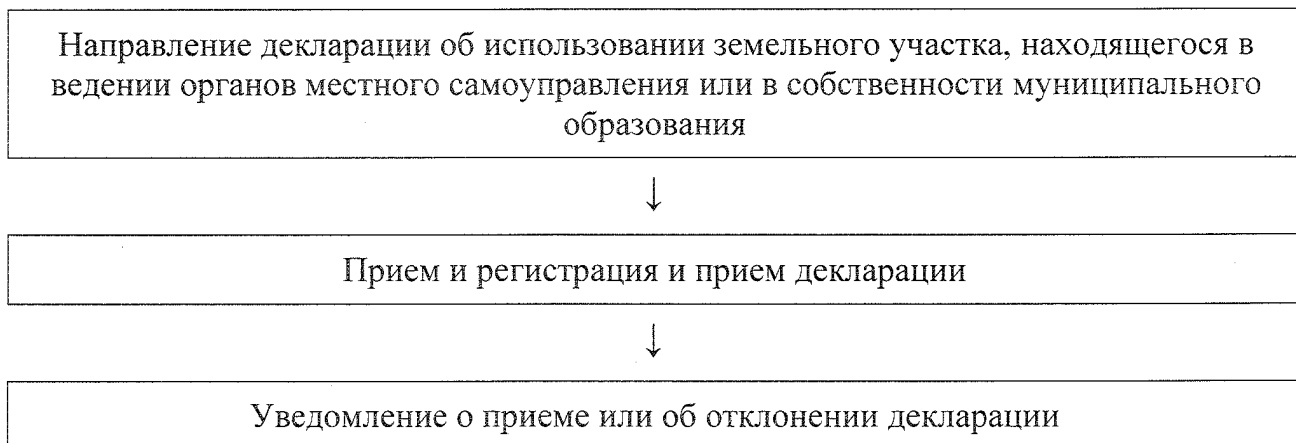 Направление декларации об использовании земельного участка, находящегося в
ведении органов местного самоуправления или в собственности муниципального
образования
↓
Прием и регистрация и прием декларации
↓
Уведомление о приеме или об отклонении декларации